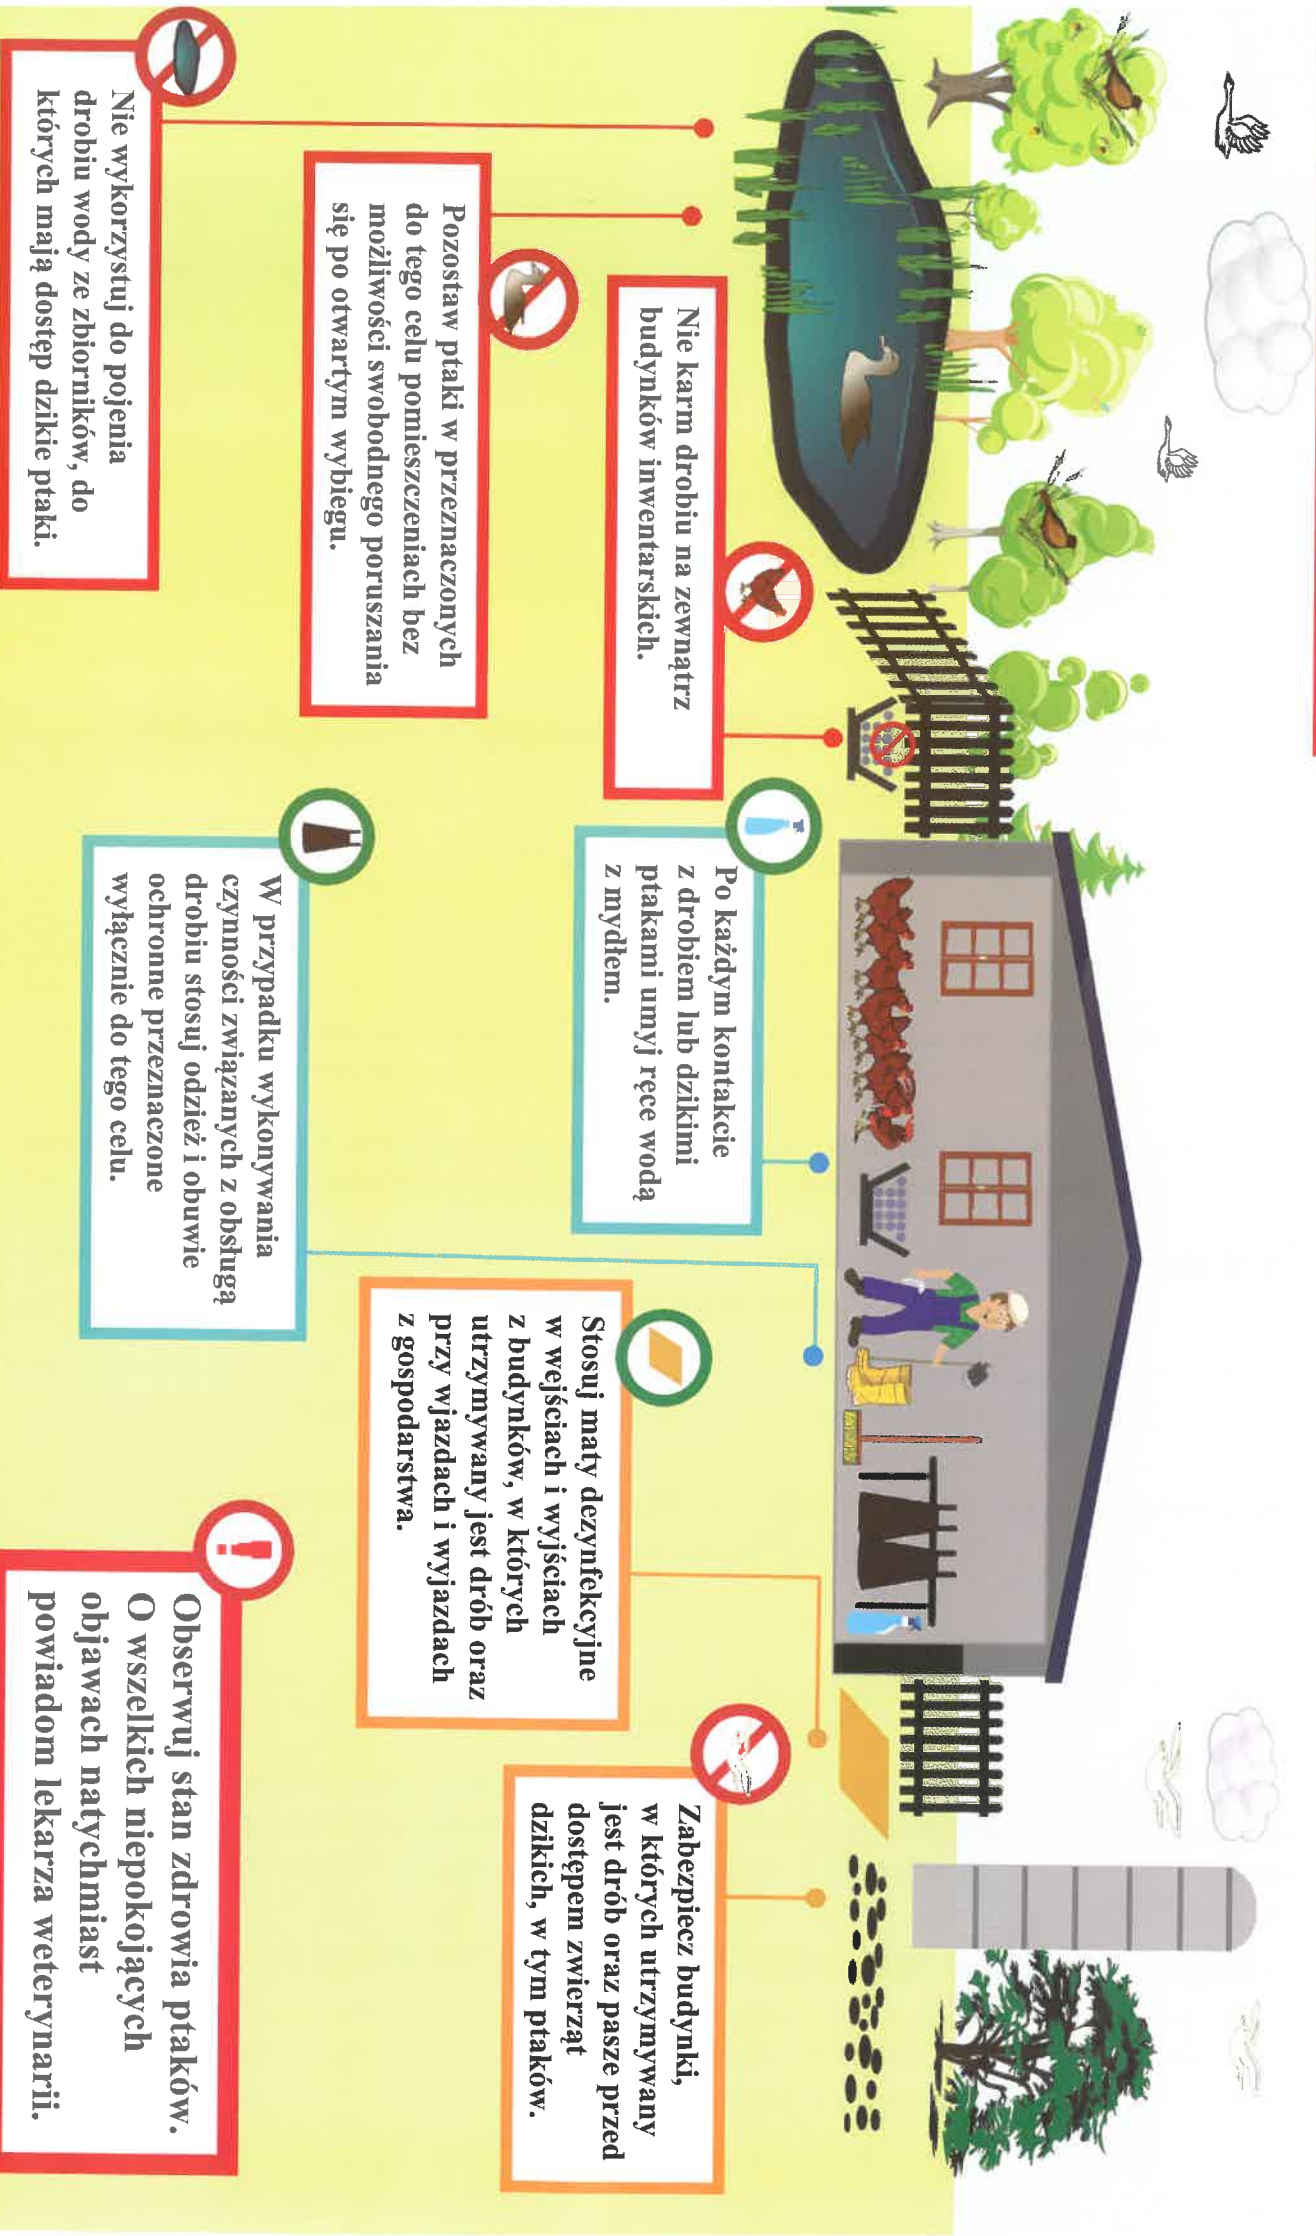 Nie wykorzystuj do pojenia
drobiu wody ze zbiorników, do
których mają dostęp dzikie ptaki.
Pozostaw ptaki w przeznaczonych
do tego celu pomieszczeniach bez
możliwości swobodnego poruszania
się po otwartym wybiegu.
Nie karm drobiu na zewnątrz
budynków inwentarskich.
Po każdym kontakcie
z drobiem lub dzikimi
ptakami umyj ręce wodą
z mydłem.
W przypadku wykonywania
czynności związanych z obsługą
drobiu stosuj odzież i obuwie
ochronne przeznaczone
wyłącznie do tego celu.
Stosuj maty dezynfekcyjne
w wejściach i wyjściach
z budynków, w których
utrzymywany jest drób oraz
przy wjazdach i wyjazdach
z gospodarstwa.
Zabezpiecz budynki,
w których utrzymywany
jest drób oraz pasze przed
dostępem zwierząt
dzikich, w tym ptaków.
Obserwuj stan zdrowia ptaków.
O wszelkich niepokojących
objawach natychmiast
powiadom lekarza weterynarii.